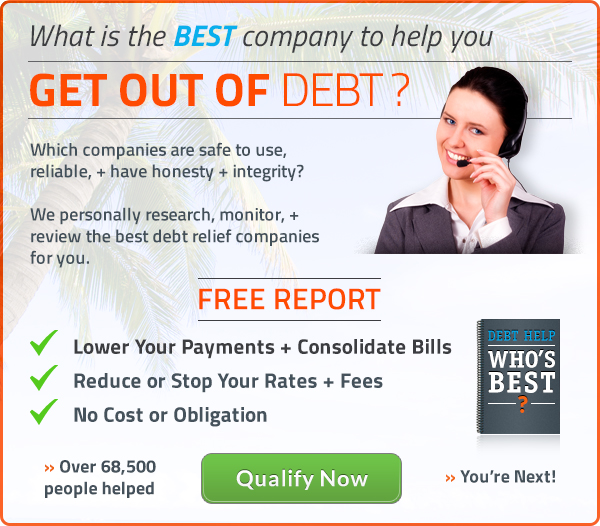 What is the BEST company to help you
GET OUT OF DEBT?
Which companies are safe to use,
reliable, + have honesty + integrity?
We personally research, monitor, +
review the best debt relief companies
for you.
FREE REPORT
Lower Your Payments + Consolidate Bills
Reduce or Stop Your Rates + Fees
No Cost or Obligation
DEBT HELP
WHO'S
BEST
?
» Over 68,500
people helped
Qualify Now
» You're Next!